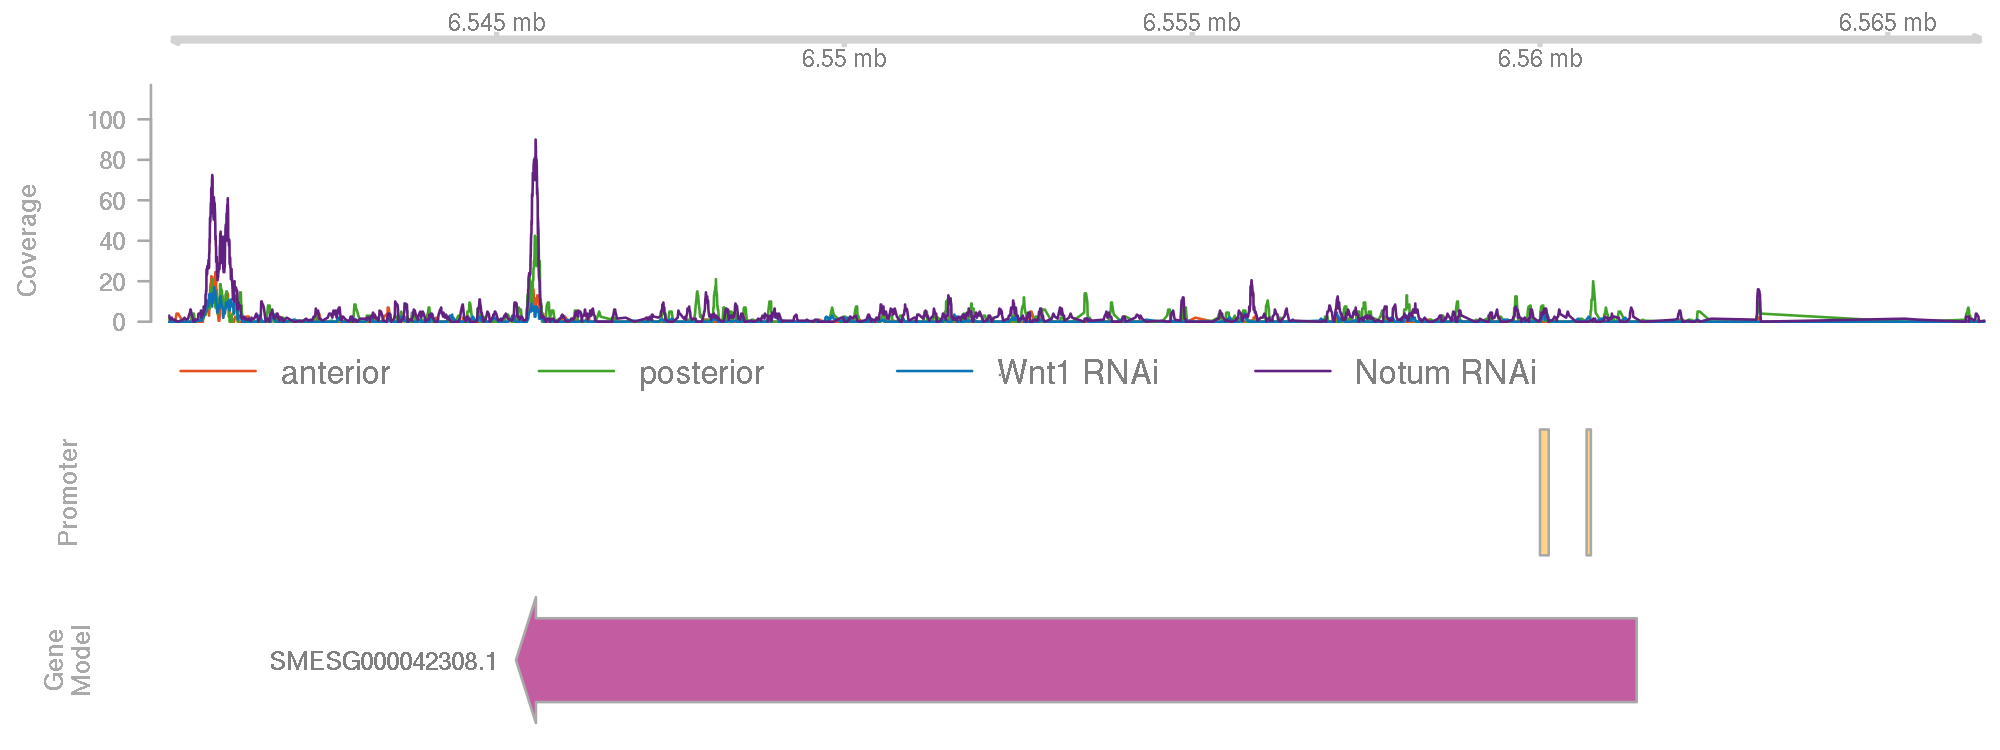 6.545 mb
6.555 mb
6.565 mb
6.55 mb
6.56 mb
Coverage
100
80
60
40
20
0
anterior posterior Wnt1 RNAi Notum RNAi
Promoter
Gene
Model
SMESG000042308.1